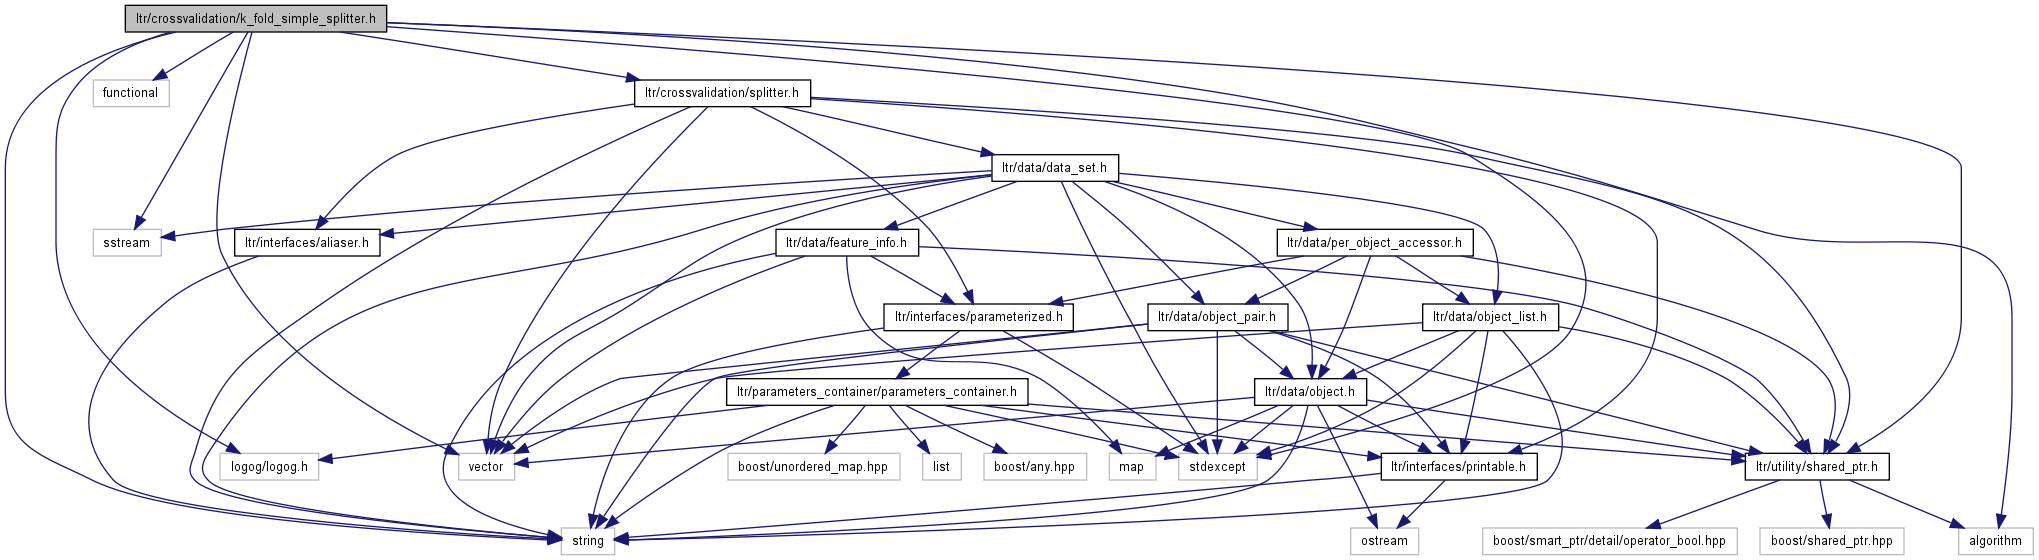 ltr/crossvalidation/k_fold_simple_splitter.h
functional
ltr/crossvalidation/splitter.h
ltr/data/data_set.h
sstream
ltr/interfaces/aliaser.h
ltr/data/feature_info.h
ltr/data/per_object_accessor.h
ltr/interfaces/parameterized.h
ltr/data/object_pair.h
ltr/data/object_list.h
ltr/parameters_container/parameters_container.h
ltr/data/object.h
logog/logog.h
vector
boost/unordered_map.hpp
list
boost/any.hpp
map
stdexcept
ltr/interfaces/printable.h
ltr/utility/shared_ptr.h
string
ostream
boost/smart_ptr/detail/operator_bool.hpp
boost/shared_ptr.hpp
algorithm